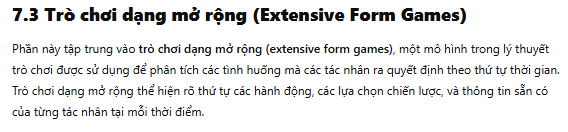 7.3 Trò chơi dạng mở rộng (Extensive Form Games)
Phần này tập trung vào trò chơi dạng mở rộng (extensive form games), một mô hình trong lý thuyết
trò chơi được sử dụng để phân tích các tình huống mà các tác nhân ra quyết định theo thứ tự thời gian.
Trò chơi dạng mở rộng thể hiện rõ thứ tự các hành động, các lựa chọn chiến lược, và thông tin sẵn có
của từng tác nhân tại mỗi thời điểm.